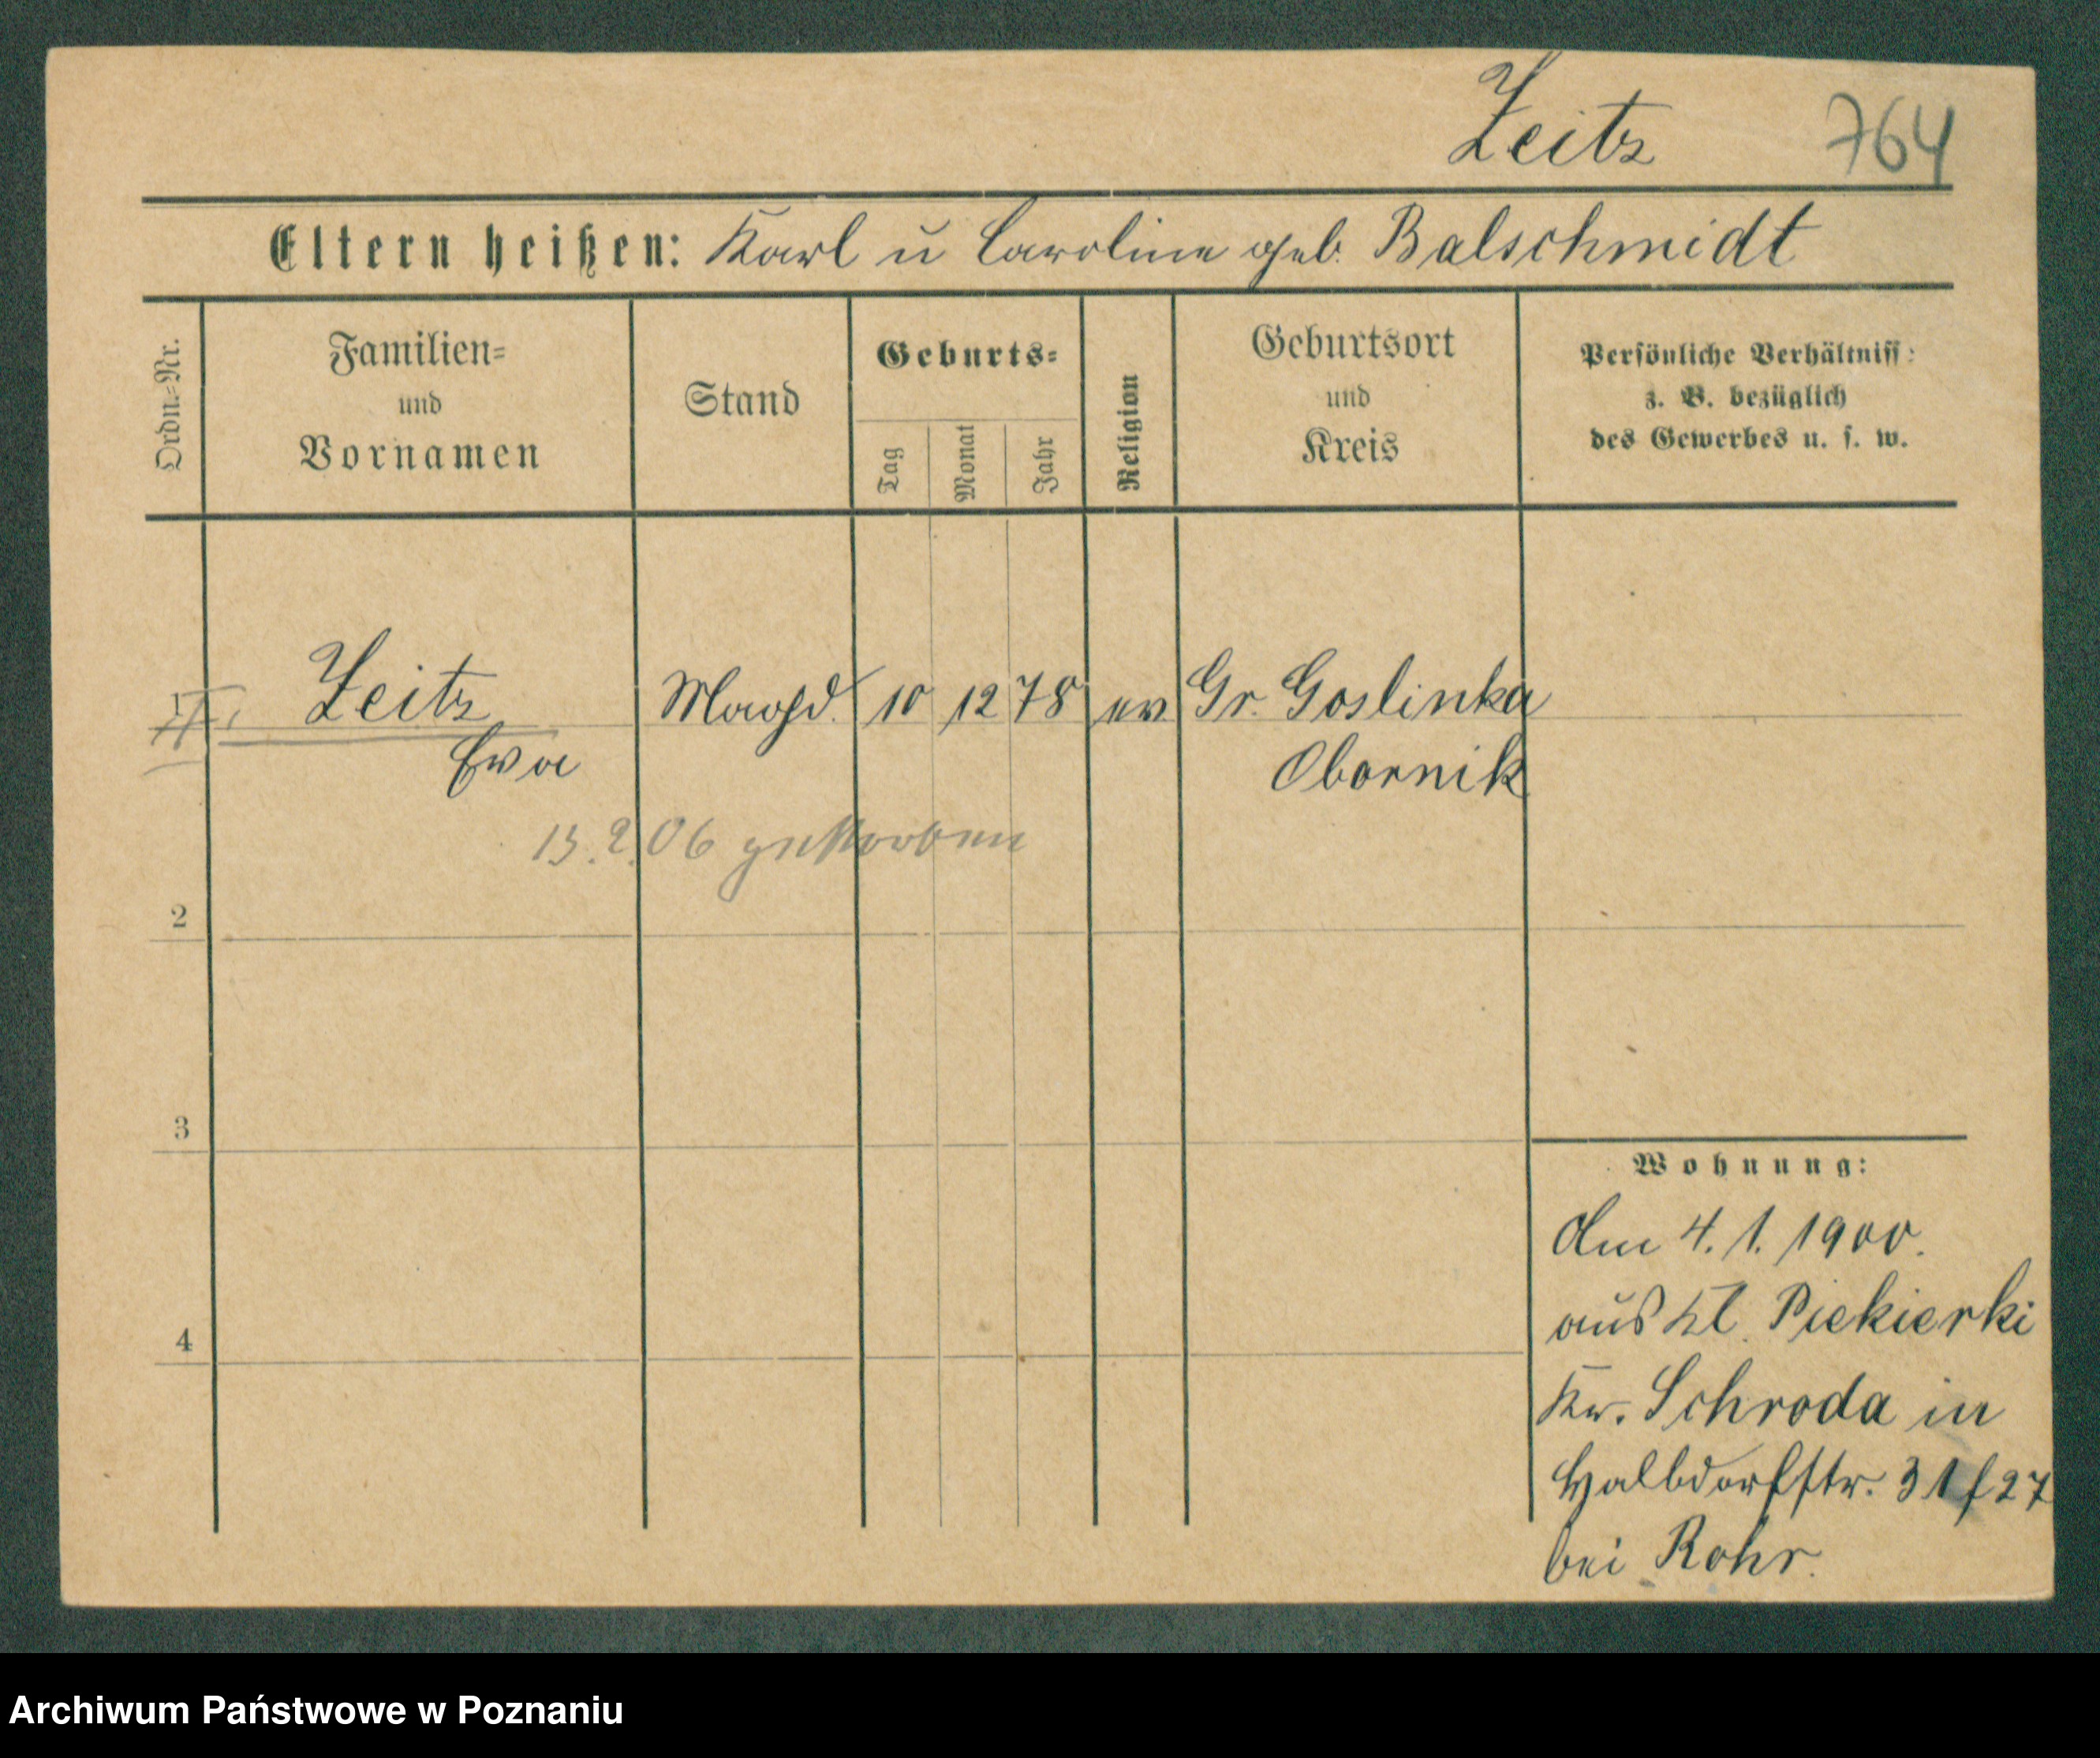 Zeitz 764
Eltern heißen: Karl u Caroline geb. Balschmidt
Ordn.=Nr.
Familien=
und
Vornamen
Stand
Geburts=
Tag
Monat
Jahr
Religion
Geburtsort
und
Kreis
Persönliche Verhältniss:
z. B. bezüglich
des Gewerbes u. s. w.
1 Zeitz Magd. 10 12 78 ev Gr. Goslinka
Eva Obornik
13.2.06 gestorben
2
3
4
Wohnung:
Am 4. 1. 1900.
aus Kl. Piekierki
Kr. Schroda in
Halbdorfstr. 31 f 27
bei Rohr.
Archiwum Państwowe w Poznaniu